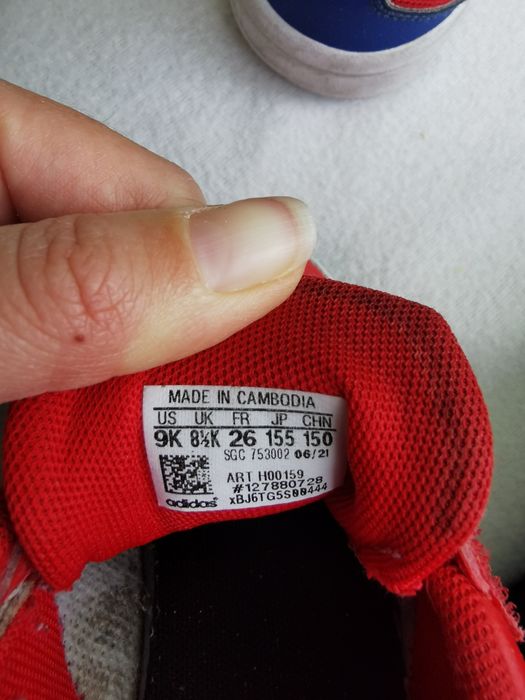 MADE IN CAMBODIA
US UK FR JP CHN
9K 8½K 26 155 150
SGC 753002 06/21
ART H00159
#127880728
xBJ6TG5S00444
adidas